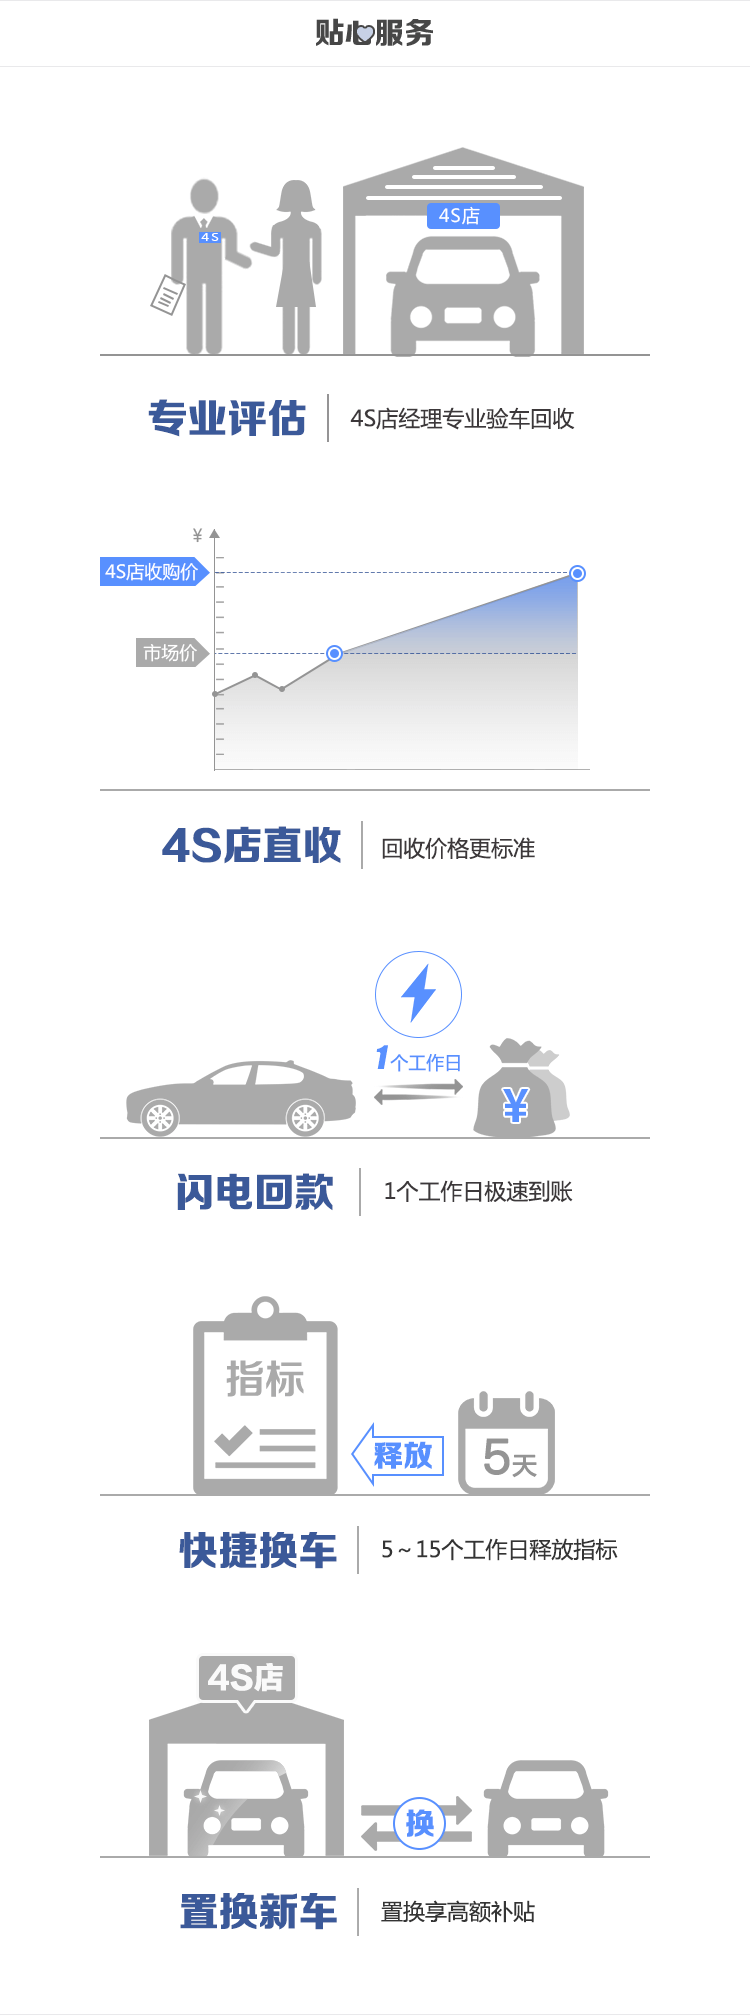 贴心服务
4S
4S店
专业评估
4S店经理专业验车回收
¥
4S店收购价
市场价
4S店直收
回收价格更标准
1个工作日
¥
闪电回款
1个工作日极速到账
指标
释放
5天
快捷换车
5~15个工作日释放指标
4S店
换
置换新车
置换享高额补贴